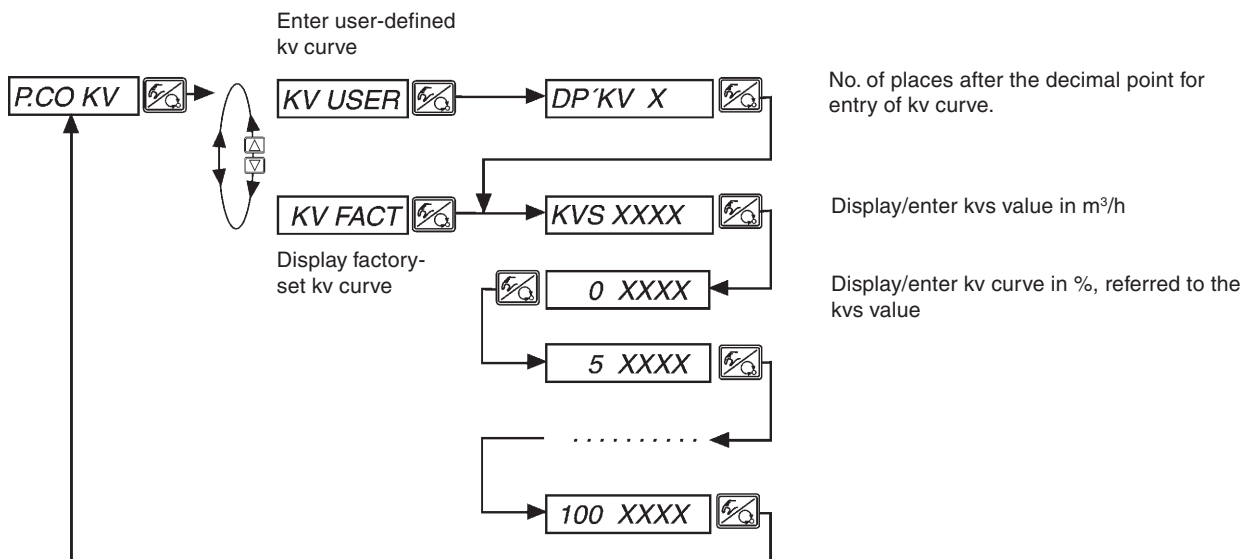 Enter user-defined
kv curve
P.CO KV
KV USER
DP´KV X
No. of places after the decimal point for
entry of kv curve.
KV FACT
KVS XXXX
Display/enter kvs value in m³/h
Display factory-
set kv curve
0 XXXX
Display/enter kv curve in %, referred to the
kvs value
5 XXXX
. . . . . . . . . .
100 XXXX